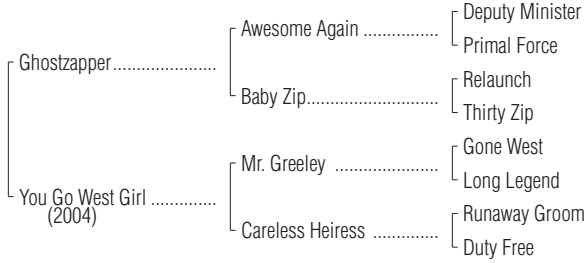 Deputy Minister
Awesome Again ................
Primal Force
Ghostzapper......................
Relaunch
Baby Zip............................
Thirty Zip
Gone West
Mr. Greeley ......................
Long Legend
You Go West Girl ..............
(2004)
Runaway Groom
Careless Heiress ..............
Duty Free